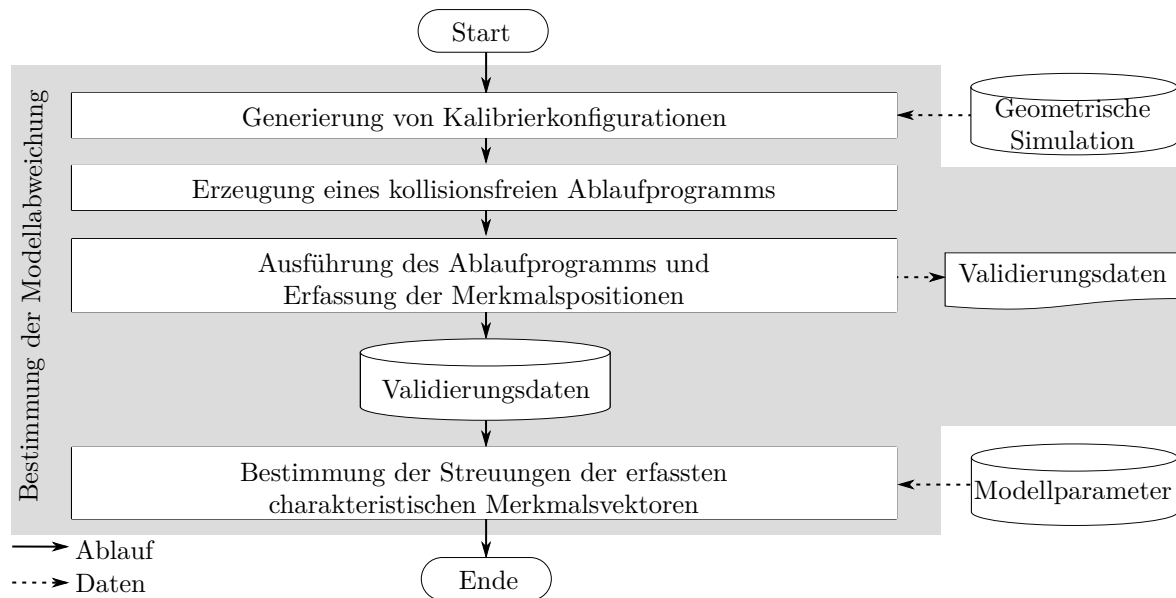 Start
Bestimmung der Modellabweichung
Generierung von Kalibrierkonfigurationen
Geometrische
Simulation
Erzeugung eines kollisionsfreien Ablaufprogramms
Ausführung des Ablaufprogramms und
Erfassung der Merkmalspositionen
Validierungsdaten
Validierungsdaten
Bestimmung der Streuungen der erfassten
charakteristischen Merkmalsvektoren
Modellparameter
Ablauf
Daten
Ende